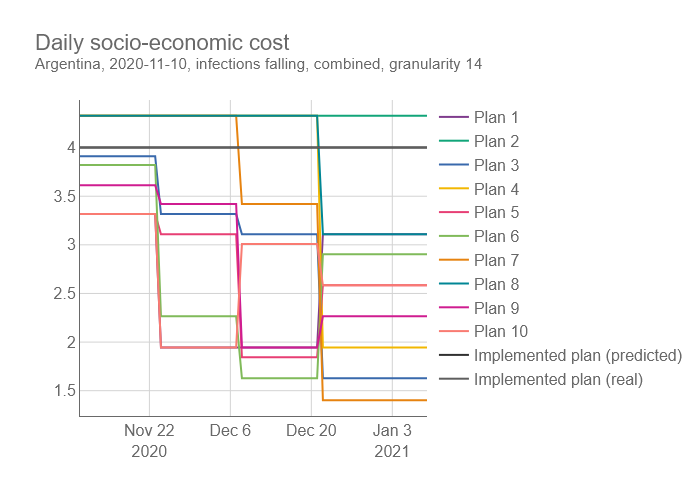 Daily socio-economic cost
Argentina, 2020-11-10, infections falling, combined, granularity 14
4
3.5
3
2.5
2
1.5
Nov 22
2020
Dec 6
Dec 20
Jan 3
2021
Plan 1
Plan 2
Plan 3
Plan 4
Plan 5
Plan 6
Plan 7
Plan 8
Plan 9
Plan 10
Implemented plan (predicted)
Implemented plan (real)